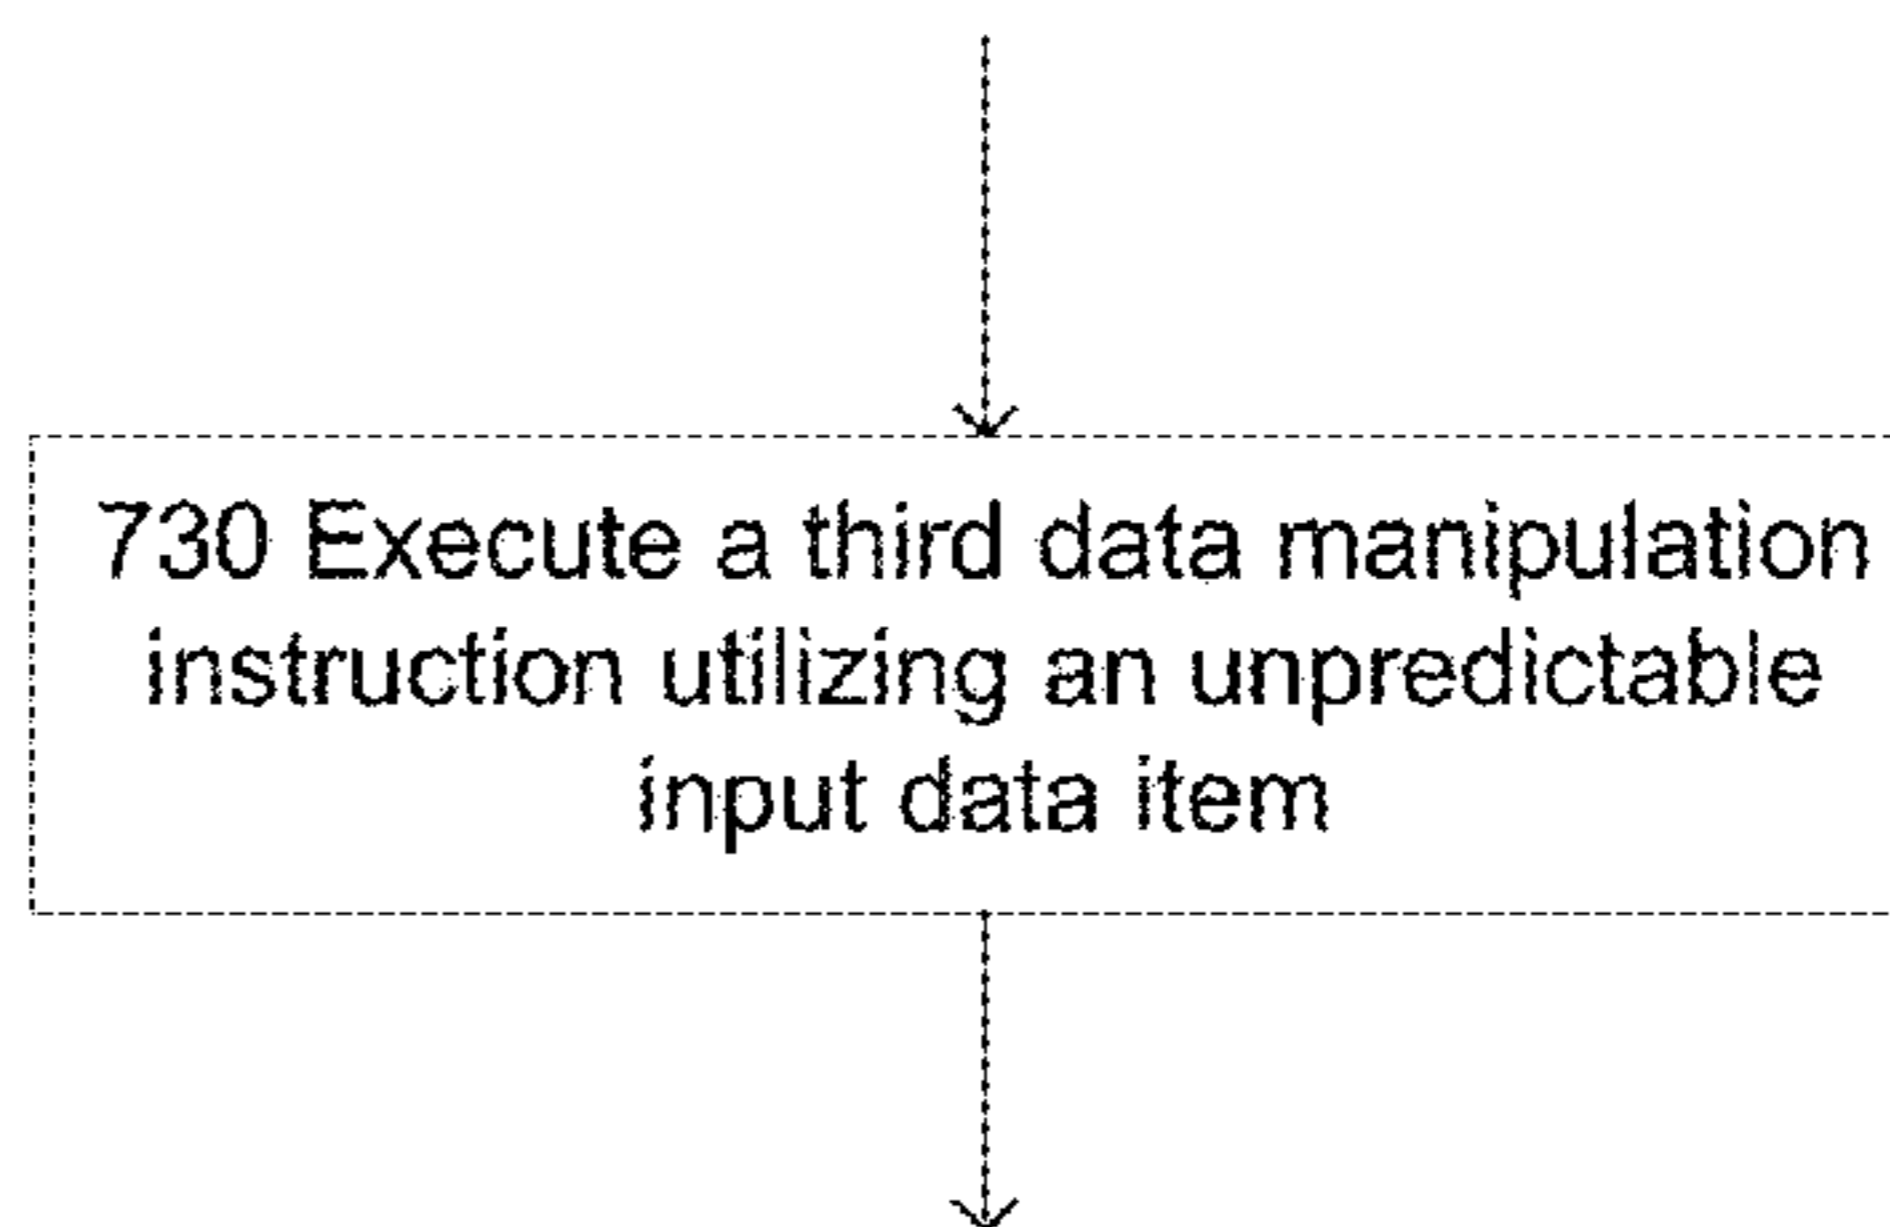 730 Execute a third data manipulation
instruction utilizing an unpredictable
input data item